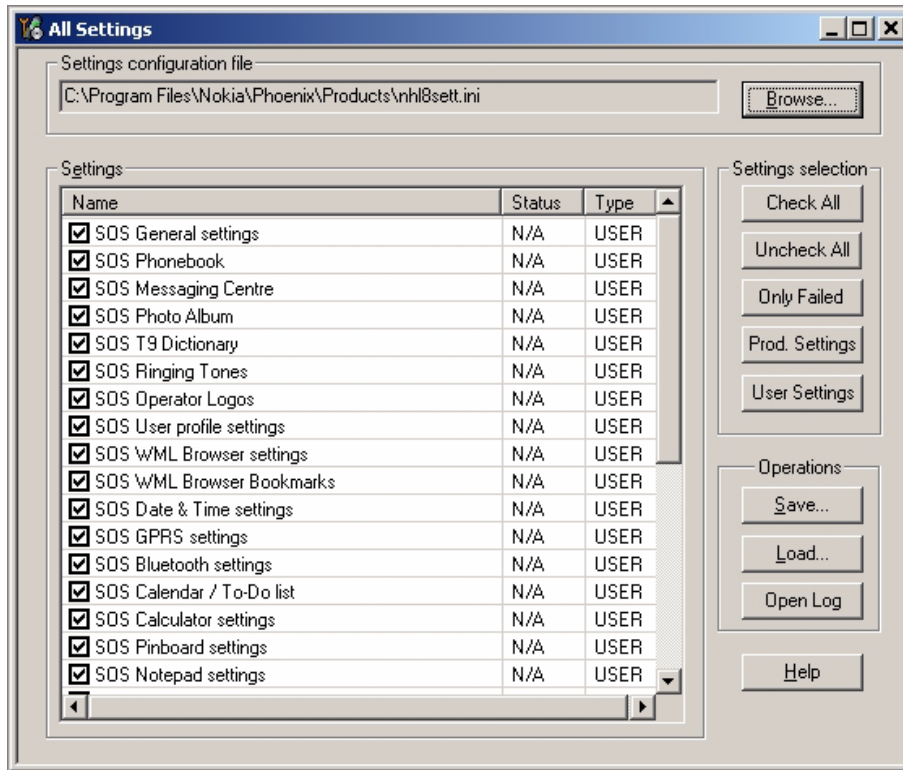 All Settings
Settings configuration file
C:\Program Files\Nokia\Phoenix\Products\nhl8sett.ini
Browse...
Settings
Name Status Type
SOS General settings N/A USER
SOS Phonebook N/A USER
SOS Messaging Centre N/A USER
SOS Photo Album N/A USER
SOS T9 Dictionary N/A USER
SOS Ringing Tones N/A USER
SOS Operator Logos N/A USER
SOS User profile settings N/A USER
SOS WML Browser settings N/A USER
SOS WML Browser Bookmarks N/A USER
SOS Date & Time settings N/A USER
SOS GPRS settings N/A USER
SOS Bluetooth settings N/A USER
SOS Calendar / To-Do list N/A USER
SOS Calculator settings N/A USER
SOS Pinboard settings N/A USER
SOS Notepad settings N/A USER
Settings selection
Check All
Uncheck All
Only Failed
Prod. Settings
User Settings
Operations
Save...
Load...
Open Log
Help